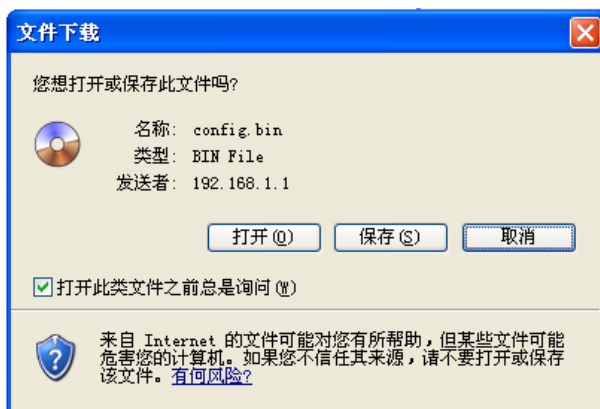 文件下载
您想打开或保存此文件吗?
名称: config.bin
类型: BIN File
发送者: 192.168.1.1
打开(O) 保存(S) 取消
打开此类文件之前总是询问(W)
来自 Internet 的文件可能对您有所帮助，但某些文件可能
危害您的计算机。如果您不信任其来源，请不要打开或保存
该文件。有何风险?